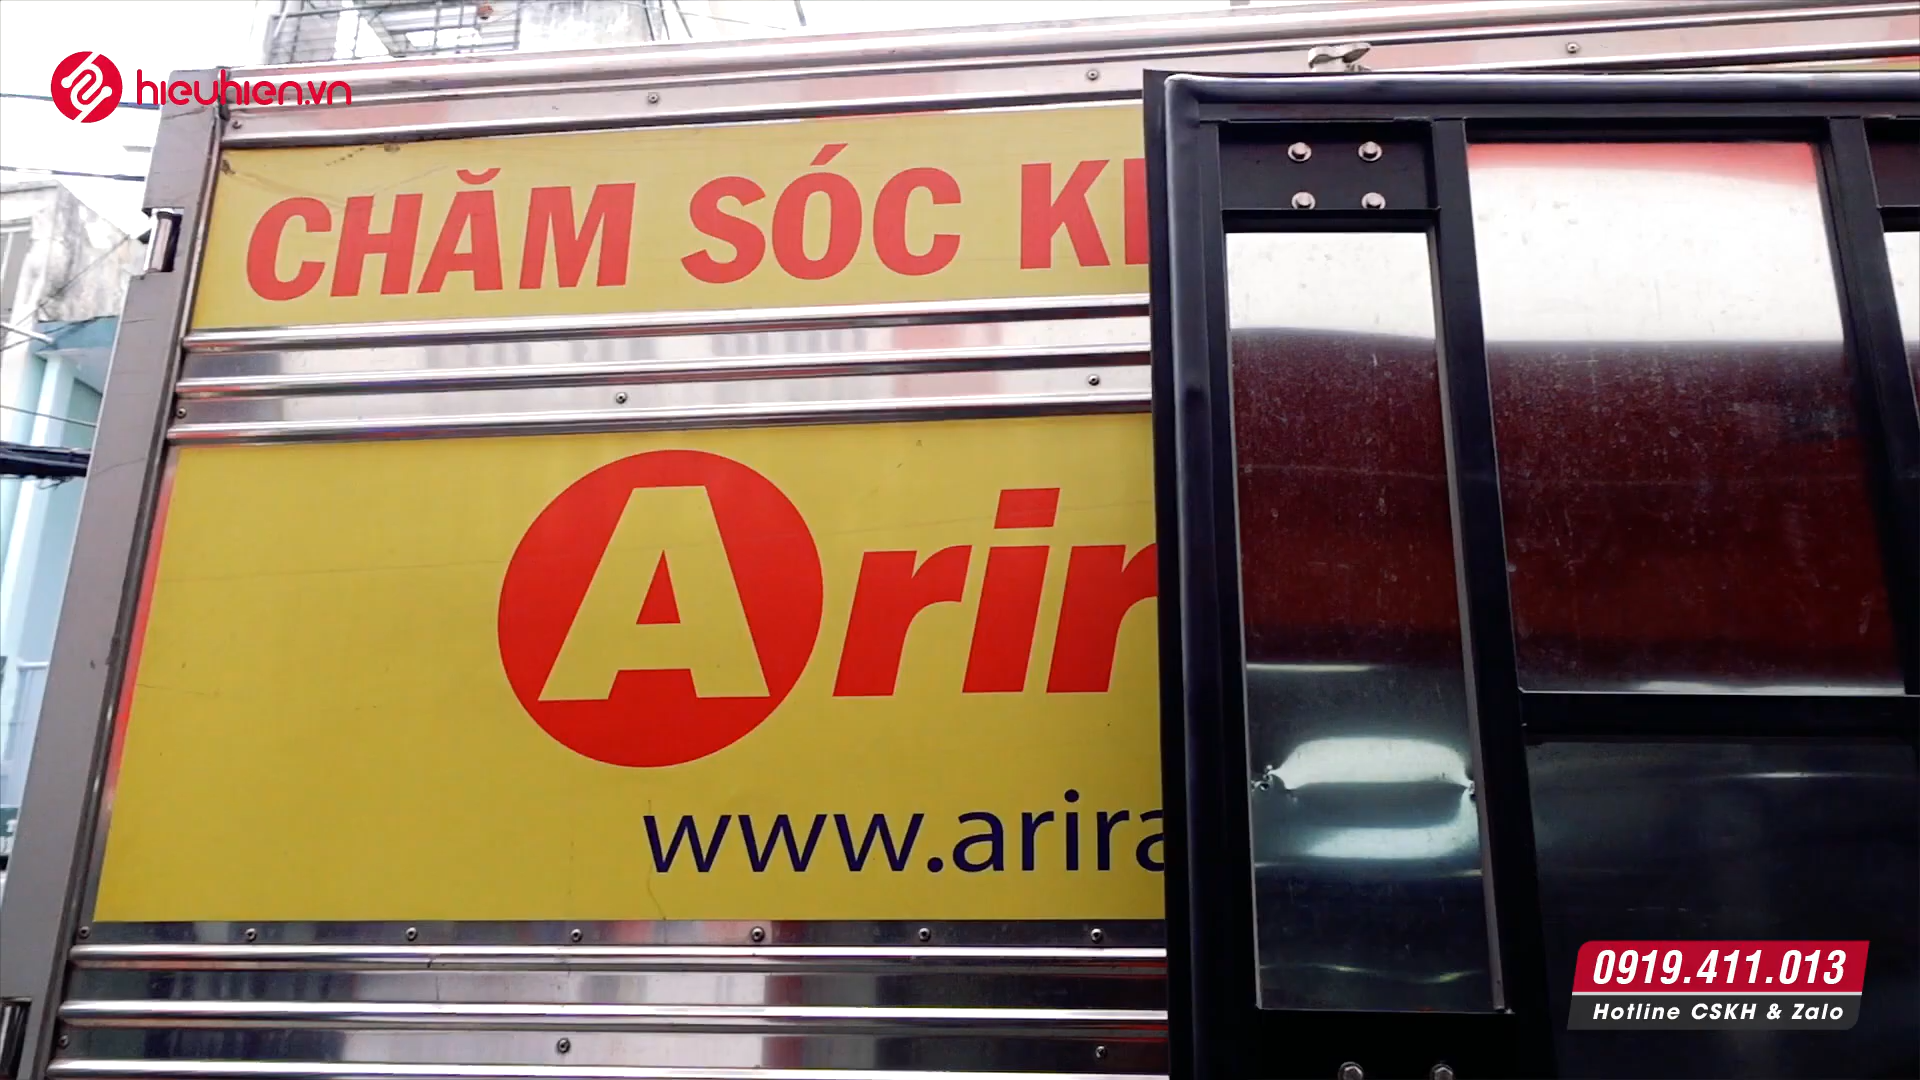 hieuhien.vn
CHĂM SÓC K
Arir
www.arira
0919.411.013
Hotline CSKH & Zalo